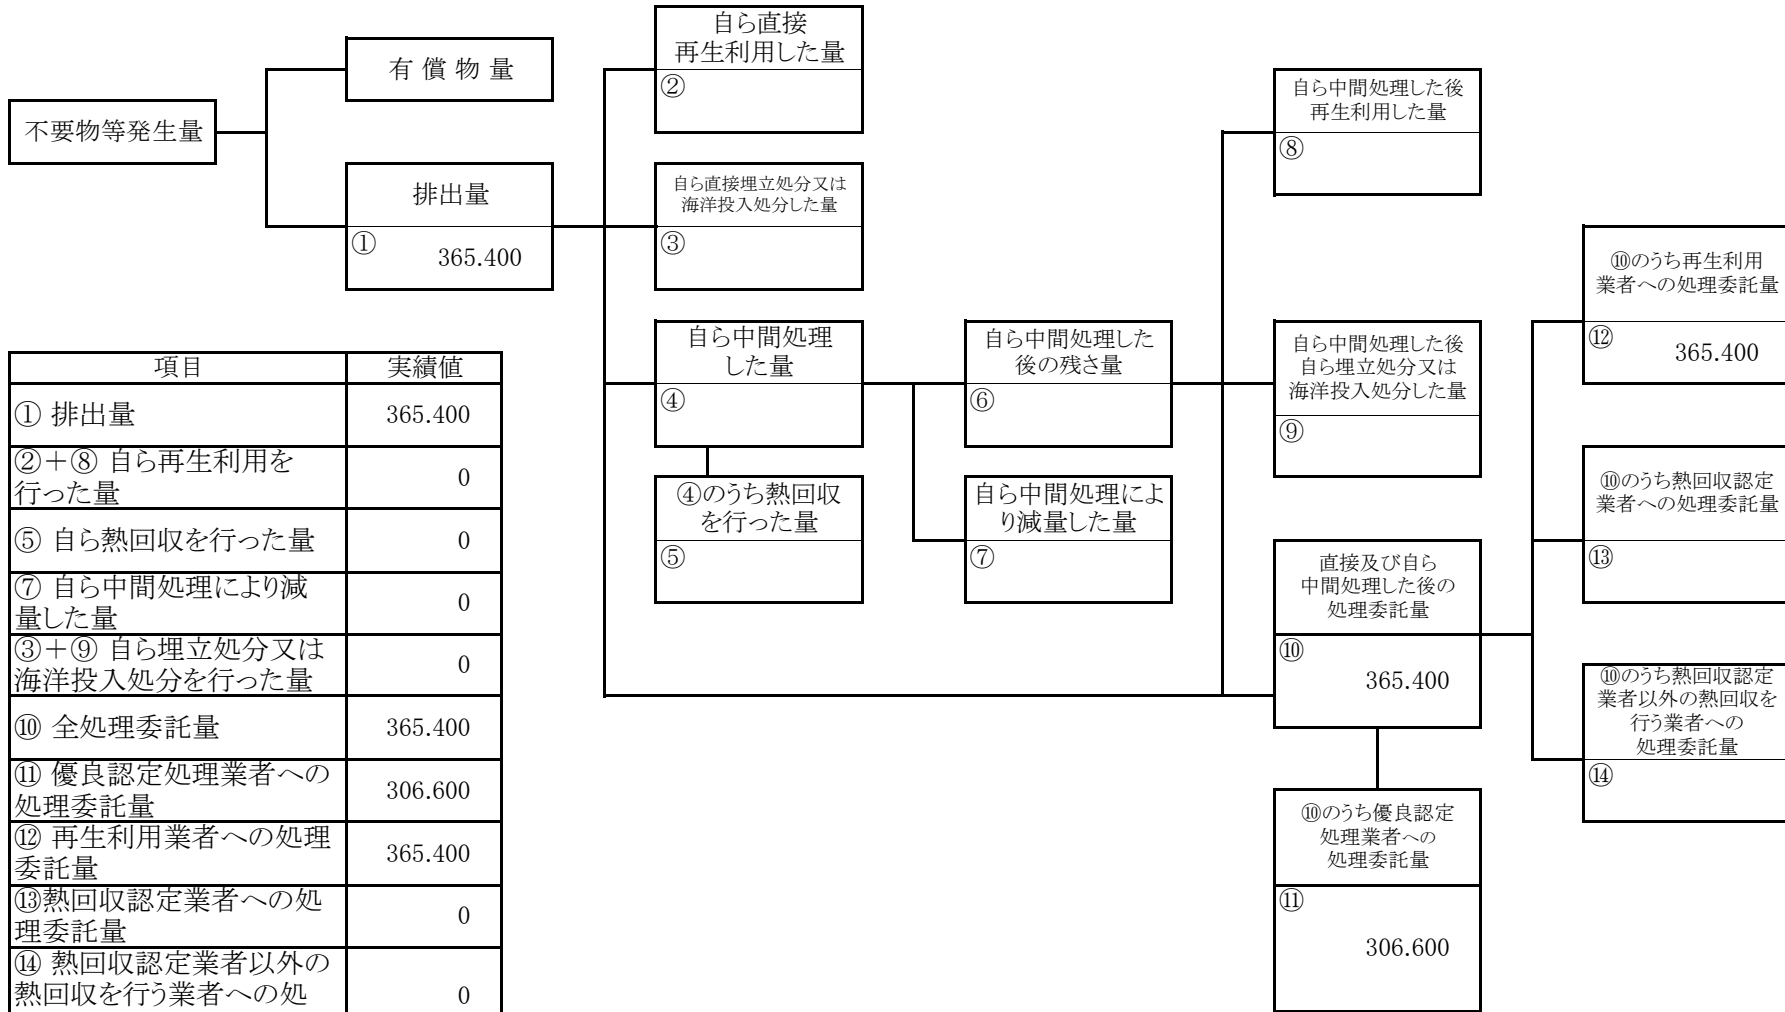 不要物等発生量
有 償 物 量
排出量
①
365.400
自ら直接
再生利用した量
②
自ら直接埋立処分又は
海洋投入処分した量
③
自ら中間処理
した量
④
④のうち熱回収
を行った量
⑤
自ら中間処理した
後の残さ量
⑥
自ら中間処理によ
り減量した量
⑦
自ら中間処理した後
再生利用した量
⑧
自ら中間処理した後
自ら埋立処分又は
海洋投入処分した量
⑨
直接及び自ら
中間処理した後の
処理委託量
⑩
365.400
⑩のうち優良認定
処理業者への
処理委託量
⑪
306.600
⑩のうち再生利用
業者への処理委託量
⑫
365.400
⑩のうち熱回収認定
業者への処理委託量
⑬
⑩のうち熱回収認定
業者以外の熱回収を
行う業者への
処理委託量
⑭
項目 実績値
① 排出量 365.400
②＋⑧ 自ら再生利用を
行った量 0
⑤ 自ら熱回収を行った量 0
⑦ 自ら中間処理により減
量した量 0
③＋⑨ 自ら埋立処分又は
海洋投入処分を行った量 0
⑩ 全処理委託量 365.400
⑪ 優良認定処理業者への
処理委託量 306.600
⑫ 再生利用業者への処理
委託量 365.400
⑬熱回収認定業者への処
理委託量 0
⑭ 熱回収認定業者以外の
熱回収を行う業者への処 0